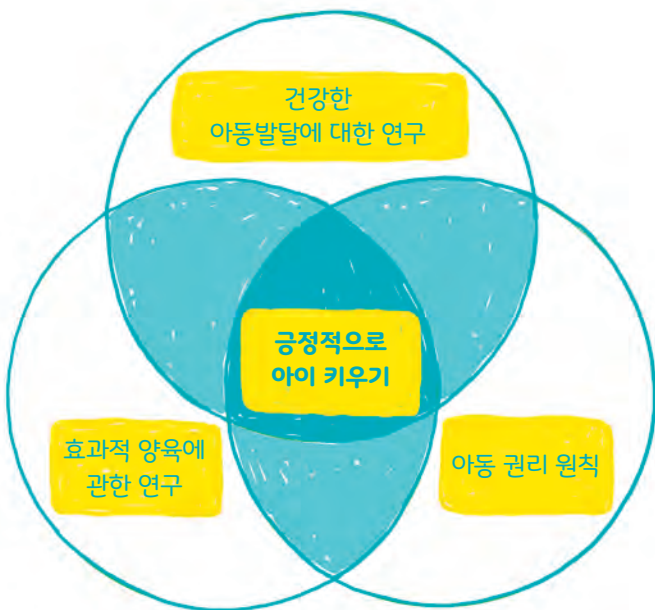 건강한
아동발달에 대한 연구
긍정적으로
아이 키우기
효과적 양육에
관한 연구
아동 권리 원칙